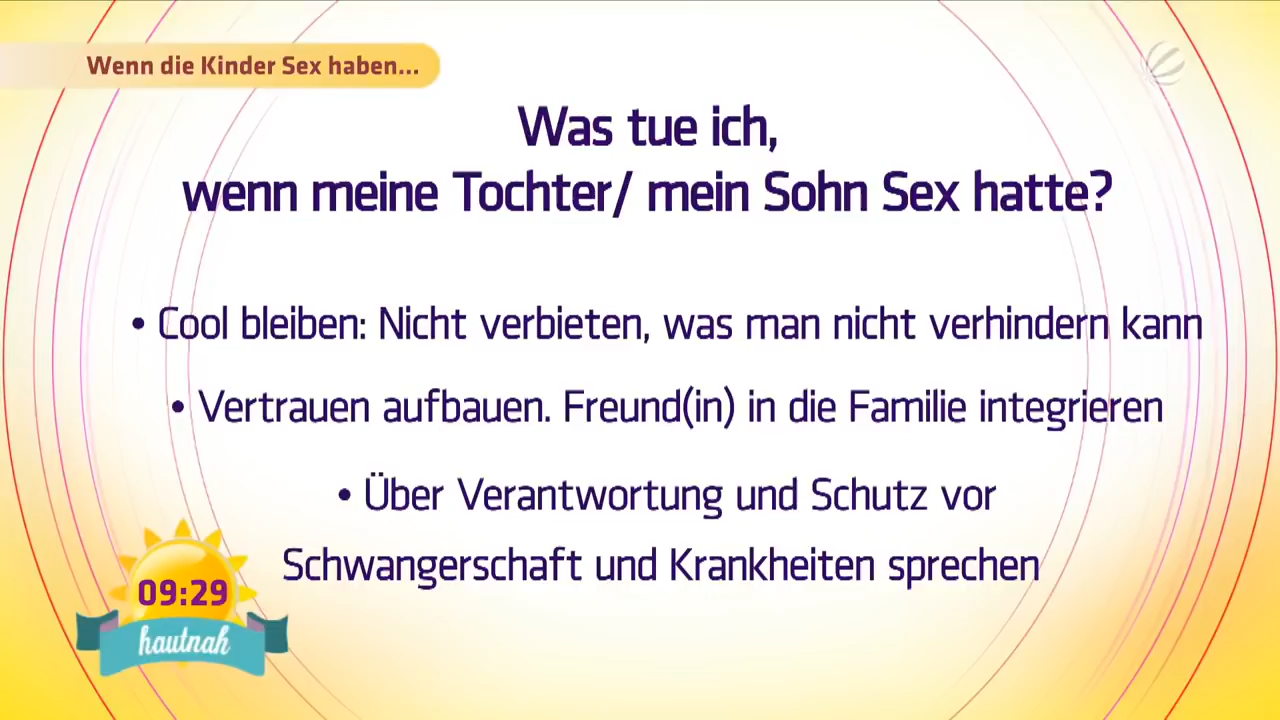 Wenn die Kinder Sex haben...
Was tue ich,
wenn meine Tochter/ mein Sohn Sex hatte?
• Cool bleiben: Nicht verbieten, was man nicht verhindern kann
• Vertrauen aufbauen. Freund(in) in die Familie integrieren
• Über Verantwortung und Schutz vor
Schwangerschaft und Krankheiten sprechen
09:29
hautnah